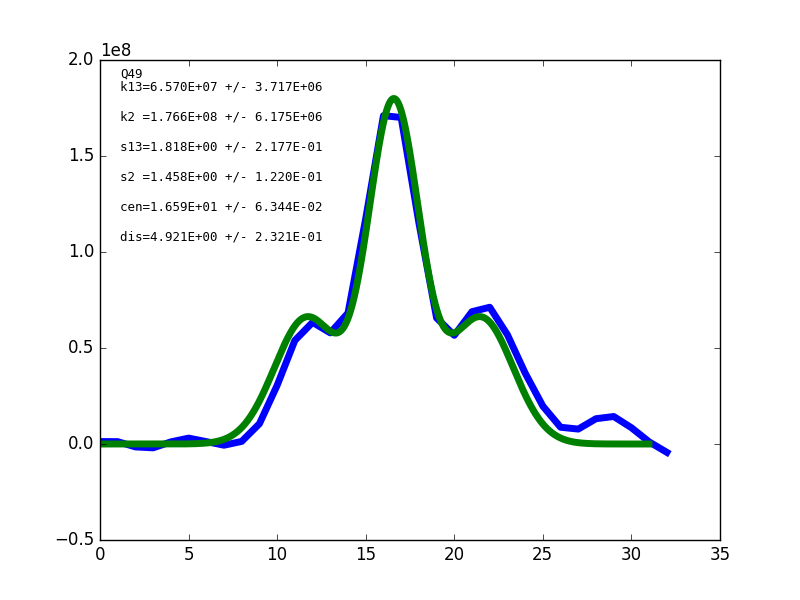 1e8
2.0
1.5
1.0
0.5
0.0
−0.5
Q49
k13=6.570E+07 +/- 3.717E+06
k2 =1.766E+08 +/- 6.175E+06
s13=1.818E+00 +/- 2.177E-01
s2 =1.458E+00 +/- 1.220E-01
cen=1.659E+01 +/- 6.344E-02
dis=4.921E+00 +/- 2.321E-01
0 5 10 15 20 25 30 35